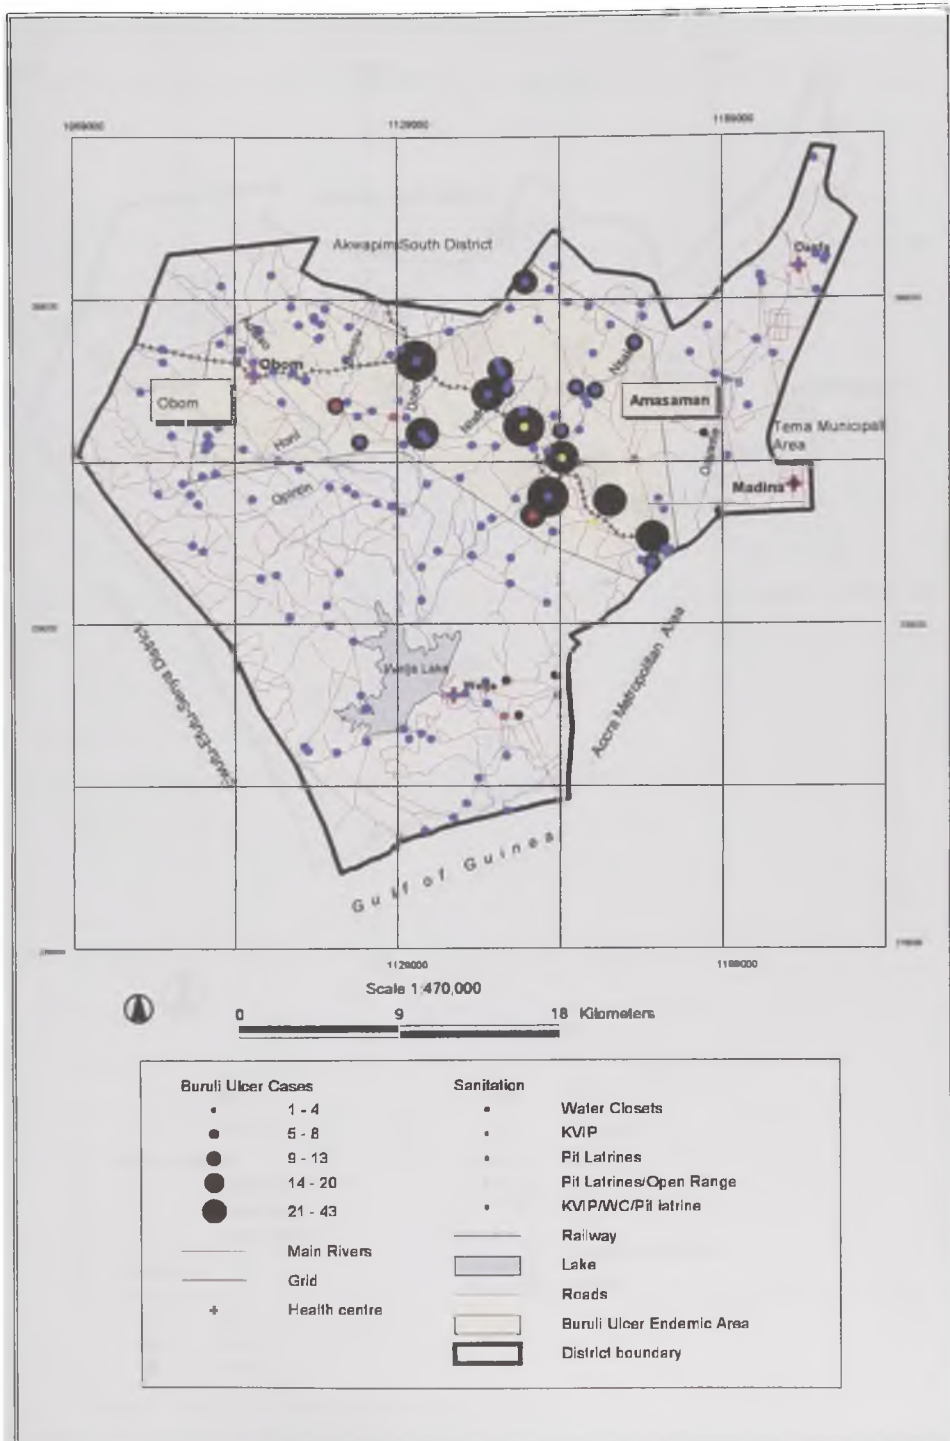 1129000
1189000
Akwapim South District
Obom
Obom
Dobro
Nsaki
Amasaman
Tema Municipal
Area
Honi
Madina
Opintin
Weija Lake
Weija
Accra Metropolitan Area
Gulf of Guinea
1129000
1189000
Scale 1:470,000
0 9 18 Kilometers
Buruli Ulcer Cases
1 - 4
5 - 8
9 - 13
14 - 20
21 - 43
Main Rivers
Grid
Health centre
Sanitation
Water Closets
KVIP
Pit Latrines
Pit Latrines/Open Range
KVIP/WC/Pit latrine
Railway
Lake
Roads
Buruli Ulcer Endemic Area
District boundary